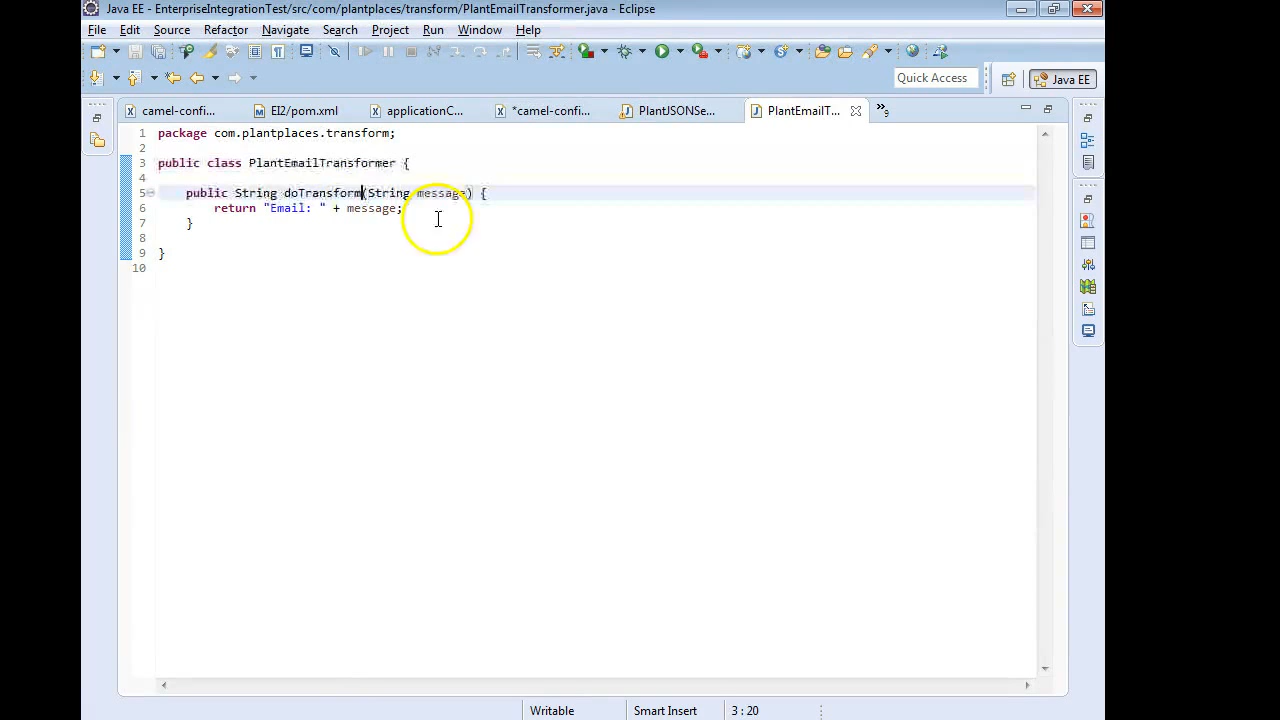 Java EE - EnterpriseIntegrationTest/src/com/plantplaces/transform/PlantEmailTransformer.java - Eclipse
File Edit Source Refactor Navigate Search Project Run Window Help
Quick Access
Java EE
camel-confi...
EI2/pom.xml
applicationC...
*camel-confi...
PlantJSONSe...
PlantEmailT...
»9
1 package com.plantplaces.transform;
2
3 public class PlantEmailTransformer {
4
5 public String doTransform(String message) {
6 return "Email: " + message;
7 }
8
9 }
10
Writable Smart Insert 3 : 20